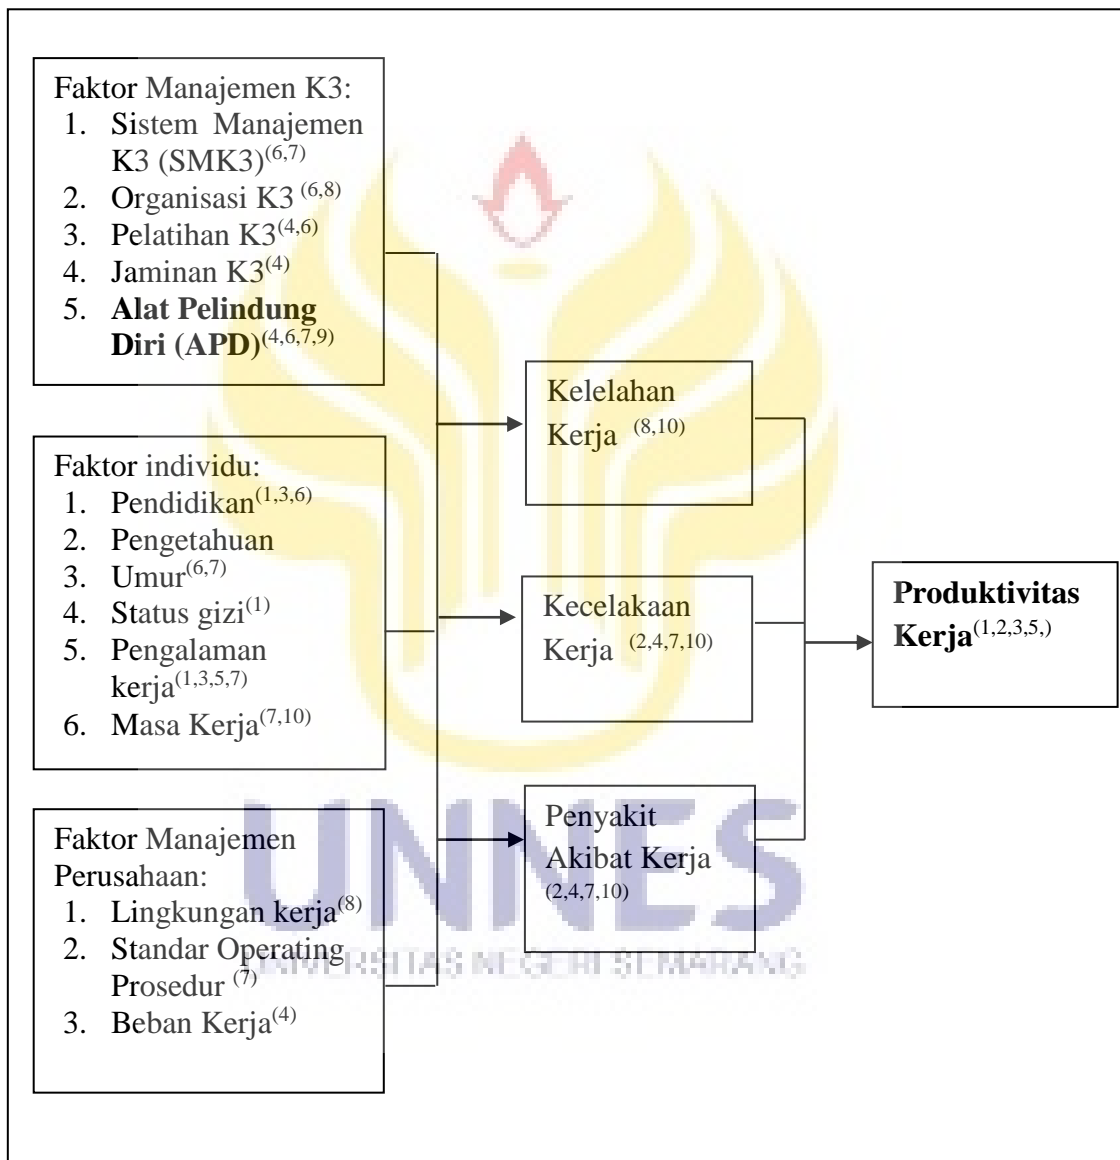 Faktor Manajemen K3:
1. Sistem Manajemen
K3 (SMK3)(6,7)
2. Organisasi K3 (6,8)
3. Pelatihan K3(4,6)
4. Jaminan K3(4)
5. Alat Pelindung
Diri (APD)(4,6,7,9)
Faktor individu:
1. Pendidikan(1,3,6)
2. Pengetahuan
3. Umur(6,7)
4. Status gizi(1)
5. Pengalaman
kerja(1,3,5,7)
6. Masa Kerja(7,10)
Faktor Manajemen
Perusahaan:
1. Lingkungan kerja(8)
2. Standar Operating
Prosedur (7)
3. Beban Kerja(4)
Kelelahan
Kerja (8,10)
Kecelakaan
Kerja (2,4,7,10)
Penyakit
Akibat Kerja
(2,4,7,10)
Produktivitas
Kerja(1,2,3,5,)
UNNES
UNIVERSITAS NEGERI SEMARANG